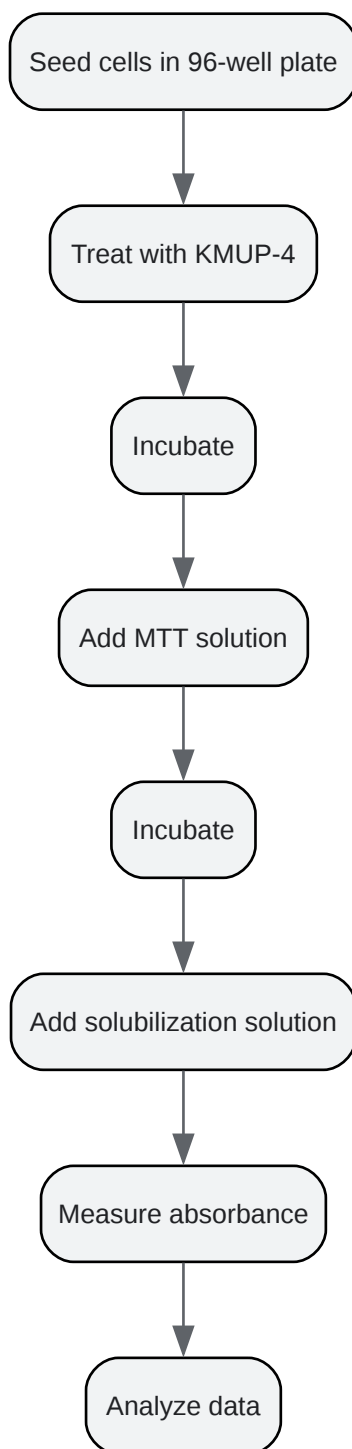 Seed cells in 96-well plate
Treat with KMUP-4
Incubate
Add MTT solution
Incubate
Add solubilization solution
Measure absorbance
Analyze data